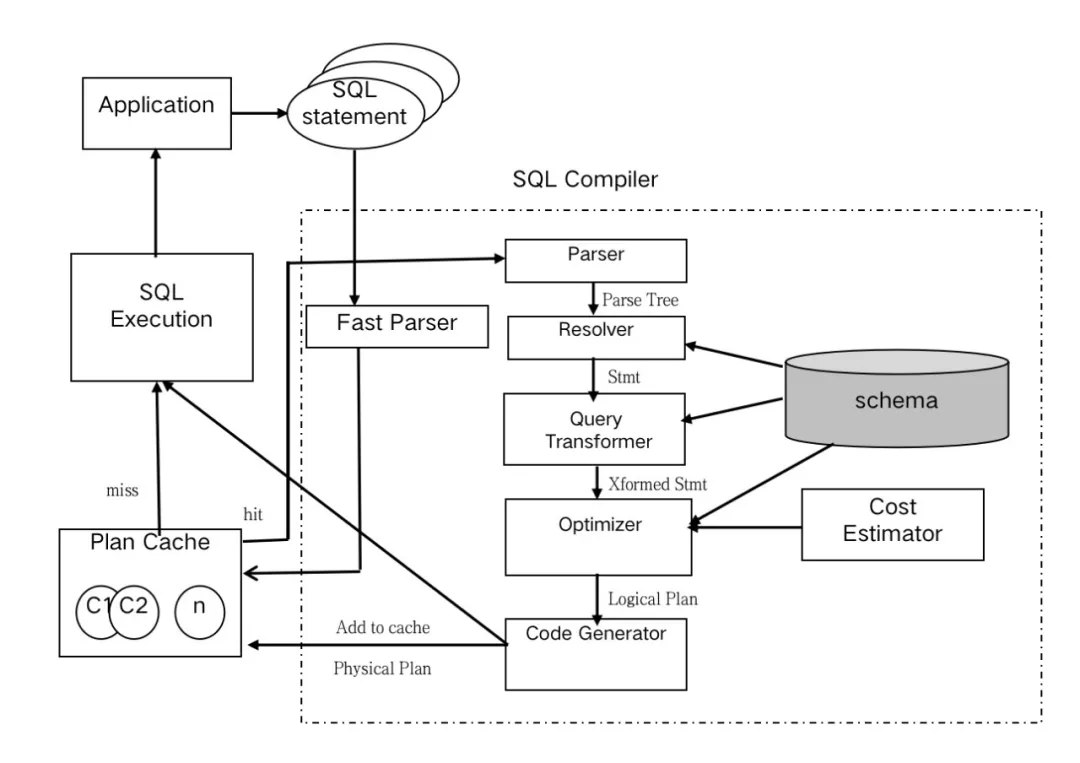 Application
SQL
statement
SQL Compiler
SQL
Execution
Parser
Parse Tree
Fast Parser
Resolver
Stmt
schema
Query
Transformer
Xformed Stmt
miss
hit
Optimizer
Cost
Estimator
Plan Cache
C1
C2
n
Logical Plan
Add to cache
Code Generator
Physical Plan